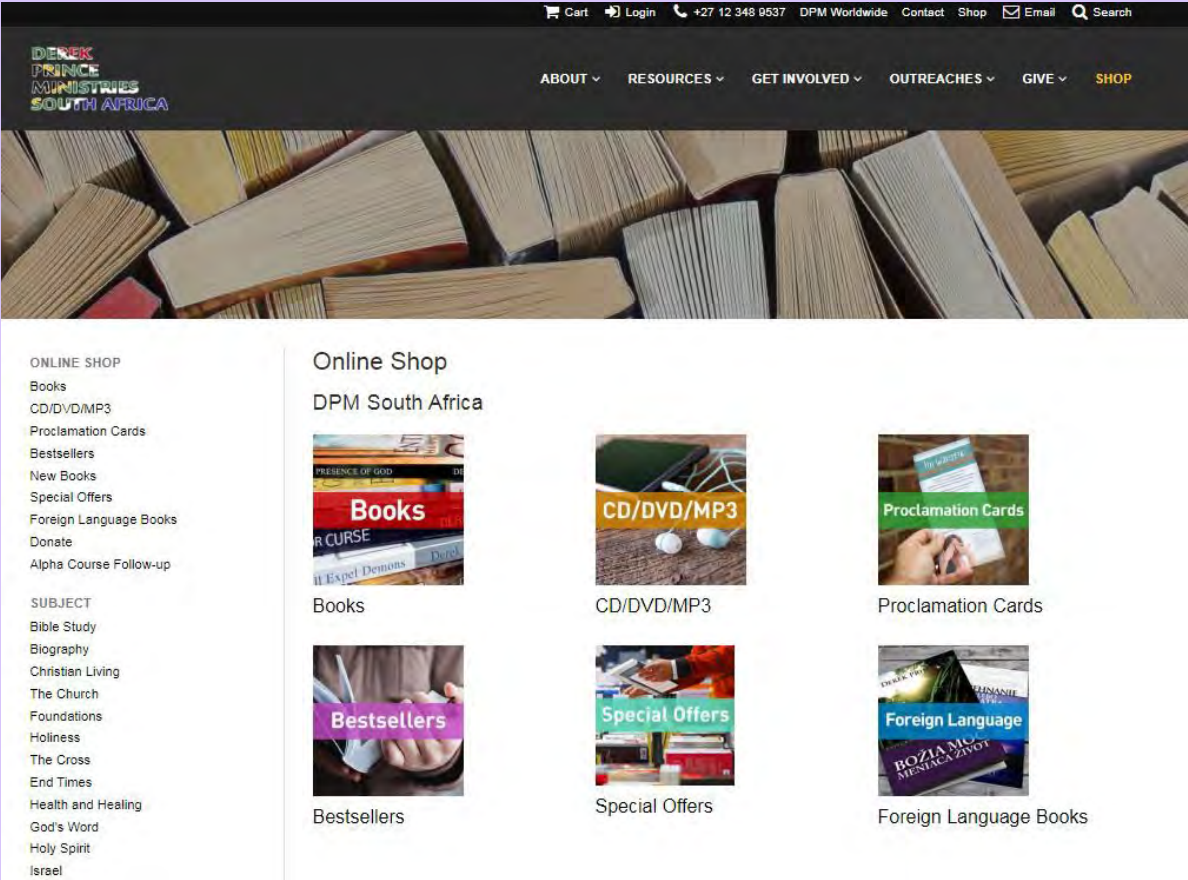 Cart Login +27 12 348 9537 DPM Worldwide Contact Shop Email Search
DEREK
PRINCE
MINISTRIES
SOUTH AFRICA
ABOUT RESOURCES GET INVOLVED OUTREACHES GIVE SHOP
ONLINE SHOP
Books
CD/DVD/MP3
Proclamation Cards
Bestsellers
New Books
Special Offers
Foreign Language Books
Donate
Alpha Course Follow-up
SUBJECT
Bible Study
Biography
Christian Living
The Church
Foundations
Holiness
The Cross
End Times
Health and Healing
God's Word
Holy Spirit
Israel
Online Shop
DPM South Africa
PRESENCE OF GOD
Books
R CURSE
ll Expel Demons Derek
Books
CD/DVD/MP3
CD/DVD/MP3
Proclamation Cards
Proclamation Cards
Bestsellers
Bestsellers
Special Offers
Special Offers
DEREK PR
Foreign Language
BOŽIA MOC
MENIACA ŽIVOT
Foreign Language Books